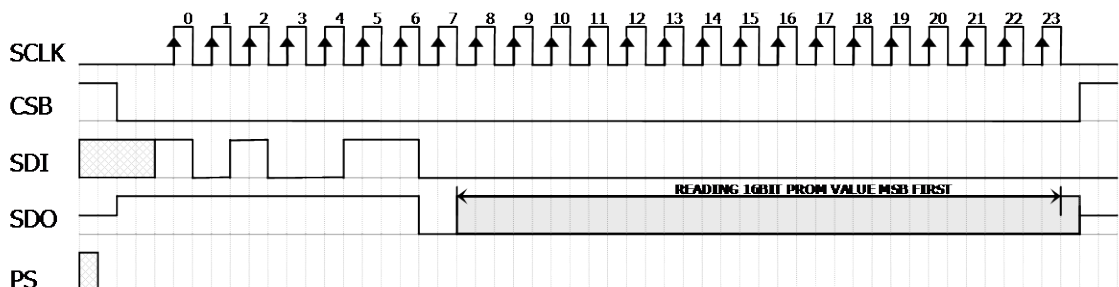 0 1 2 3 4 5 6 7 8 9 10 11 12 13 14 15 16 17 18 19 20 21 22 23
SCLK
CSB
SDI
READING 16BIT PROM VALUE MSB FIRST
SDO
PS